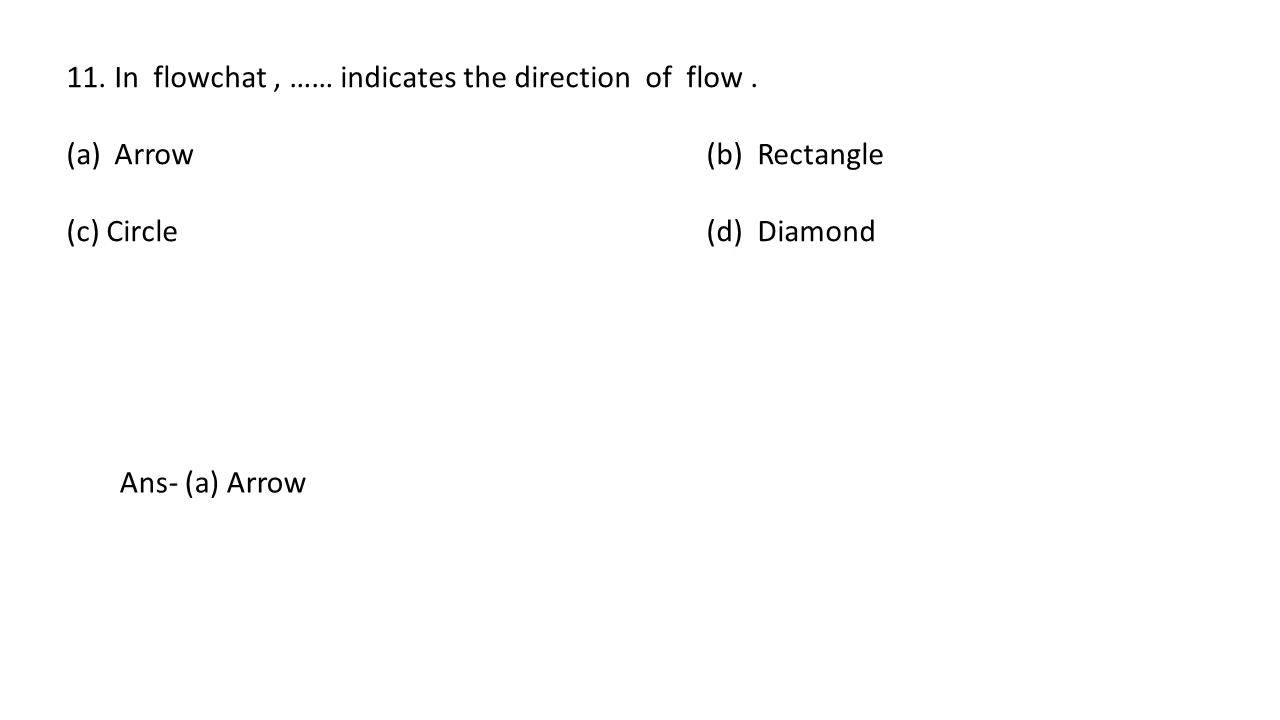 11. In flowchat , …… indicates the direction of flow .
(a) Arrow (b) Rectangle
(c) Circle (d) Diamond
Ans- (a) Arrow